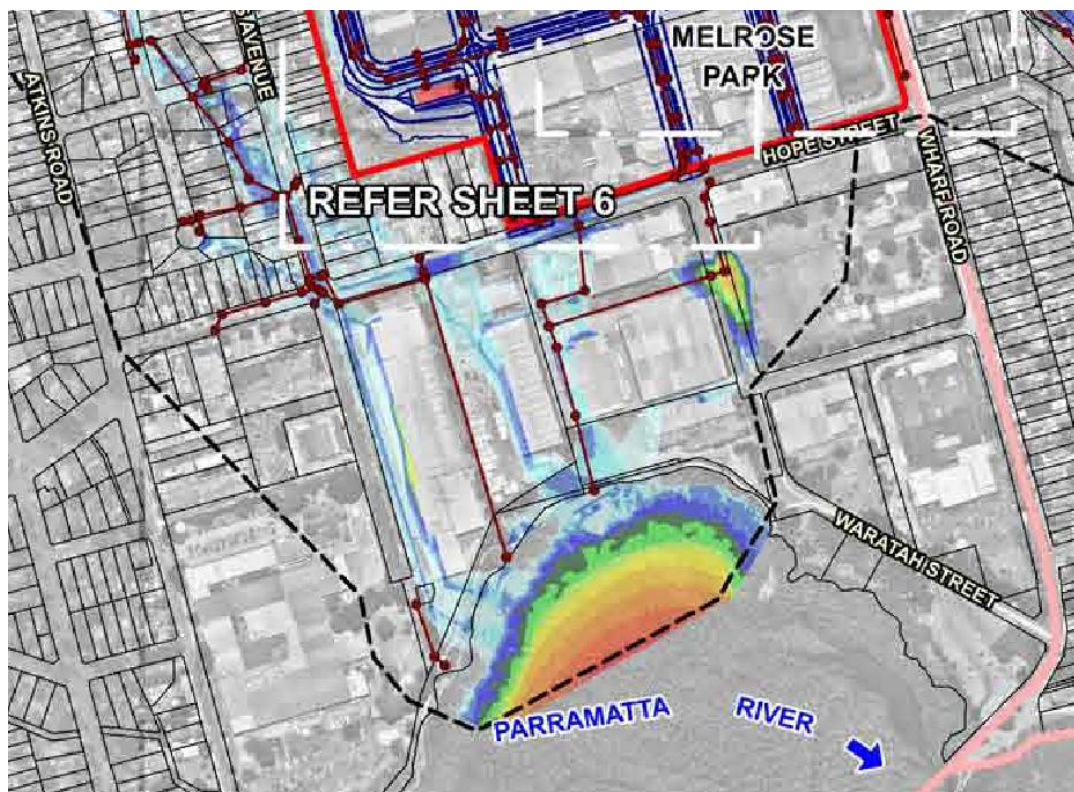 MELROSE
PARK
S AVENUE
ATKINS ROAD
HOPE STREET
WHARF ROAD
REFER SHEET 6
WARATAH STREET
PARRAMATTA
RIVER